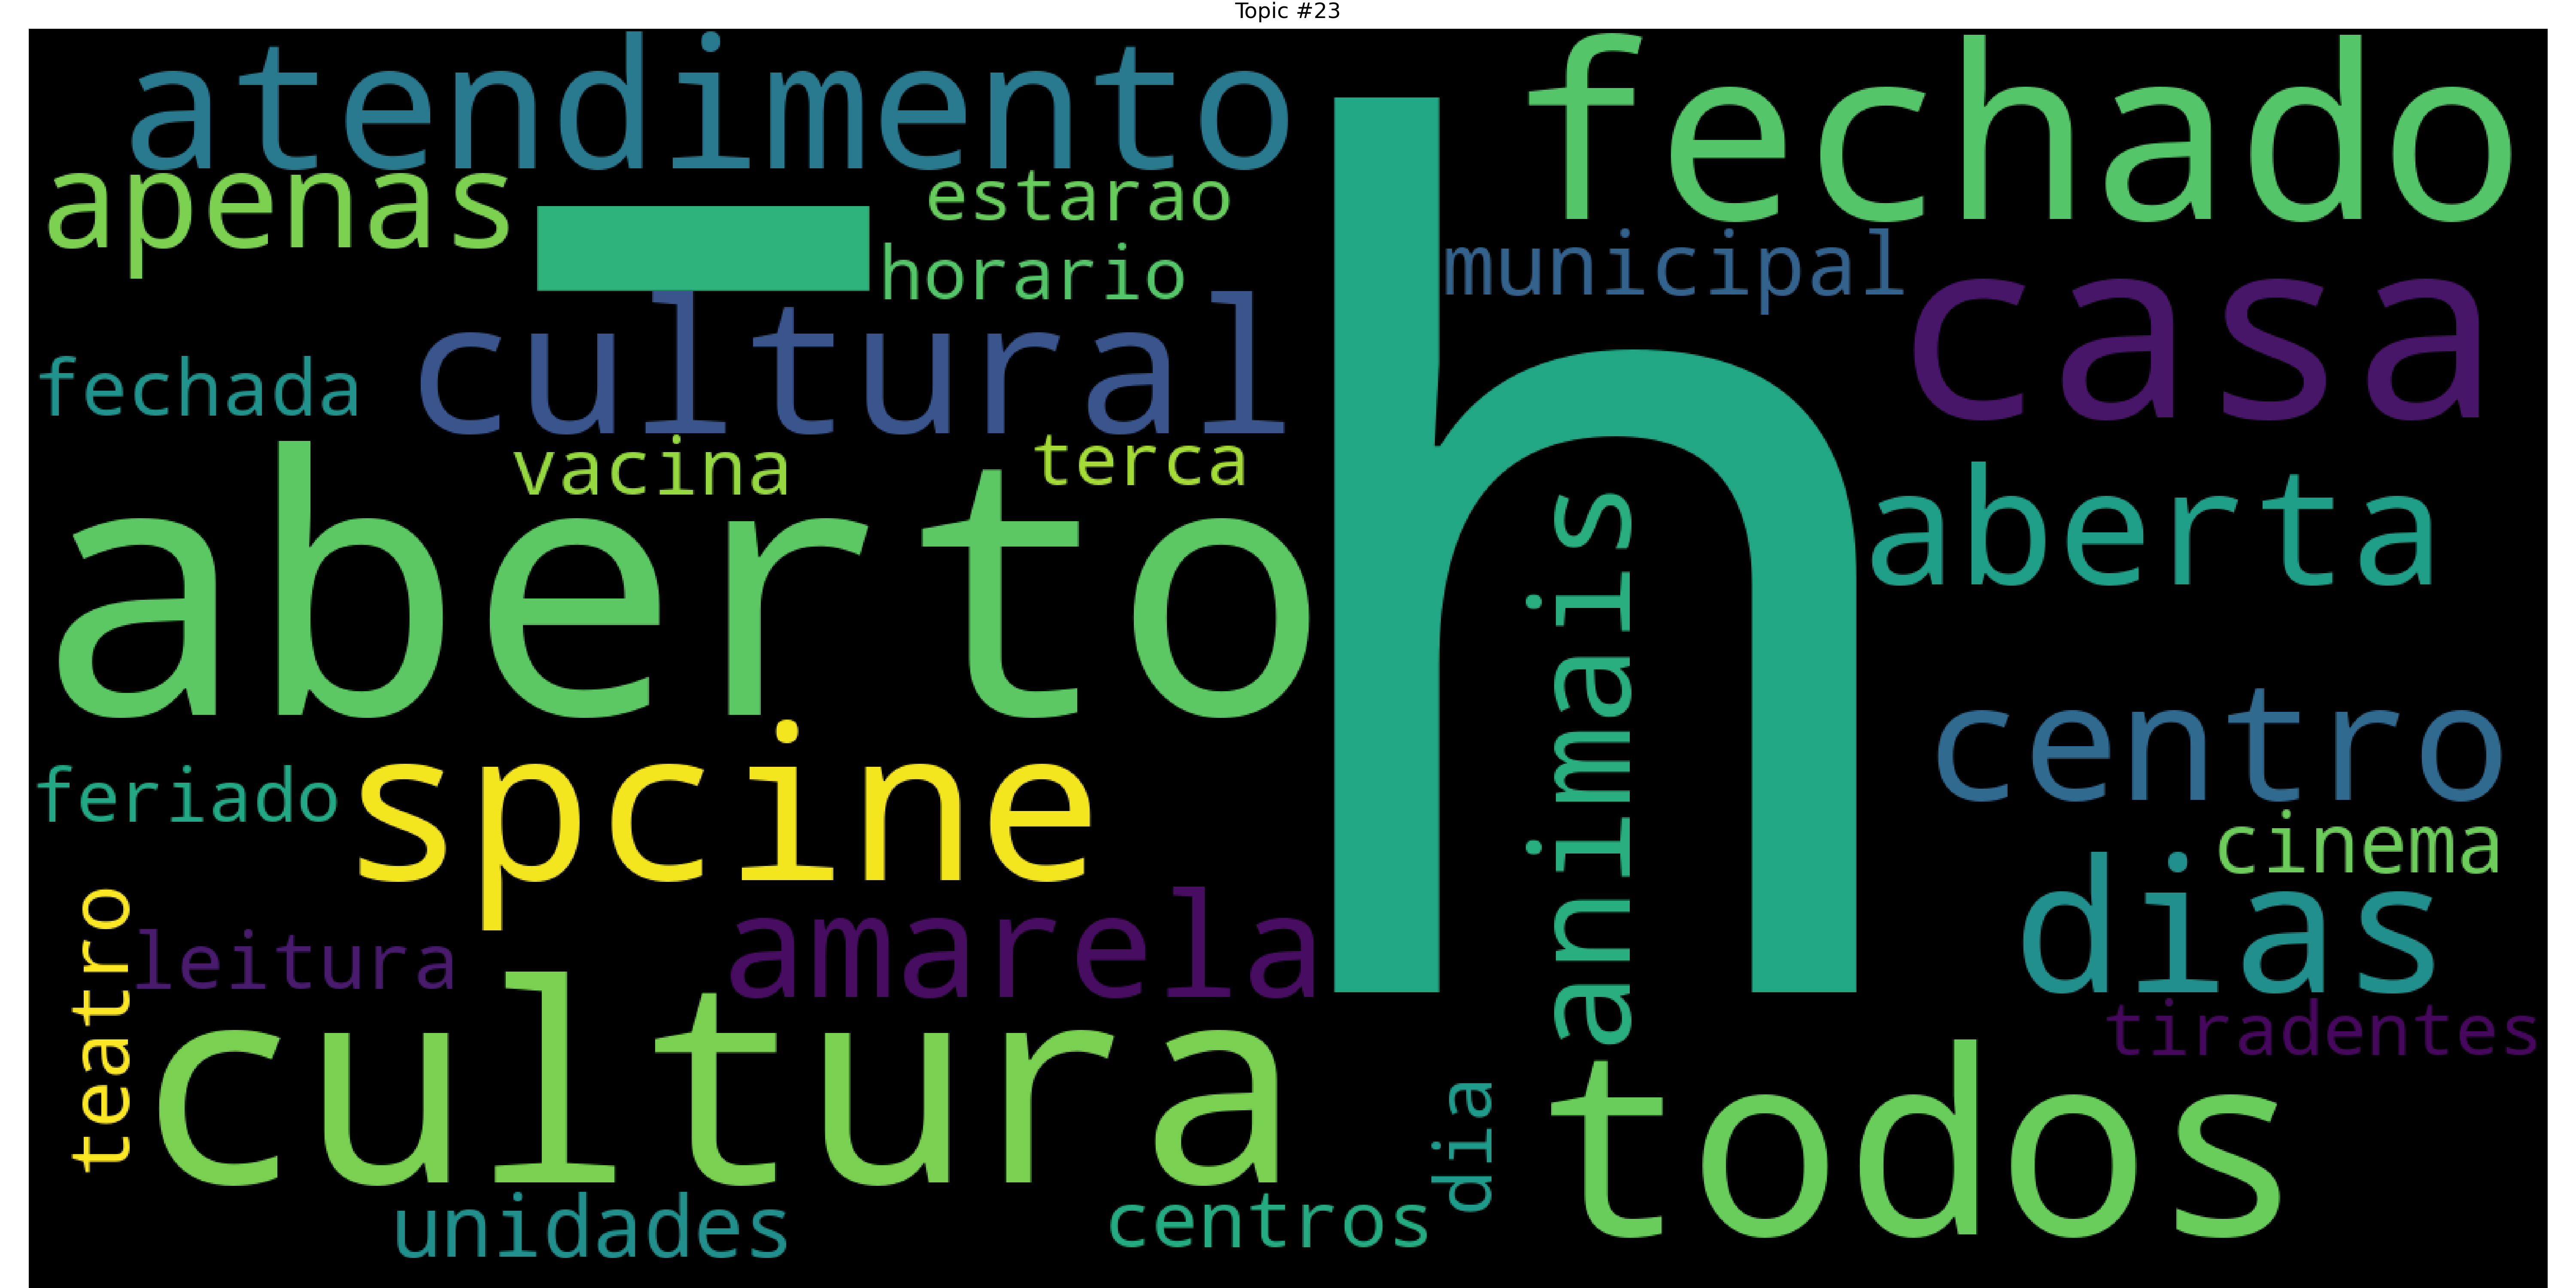 Topic #23
atendimento
fechado
apenas
–
estarao
horario
municipal
casa
cultural
fechada
h
vacina
terca
aberto
aberta
animais
feriado
spcine
centro
cinema
dias
teatro
leitura
amarela
tiradentes
cultura
todos
dia
unidades
centros